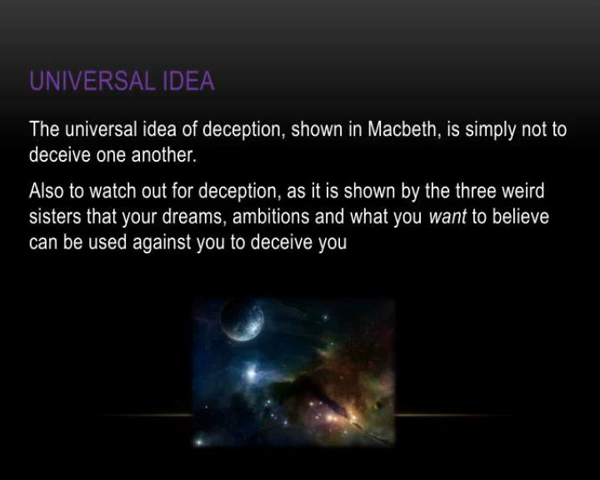 UNIVERSAL IDEA
The universal idea of deception, shown in Macbeth, is simply not to
deceive one another.
Also to watch out for deception, as it is shown by the three weird
sisters that your dreams, ambitions and what you want to believe
can be used against you to deceive you